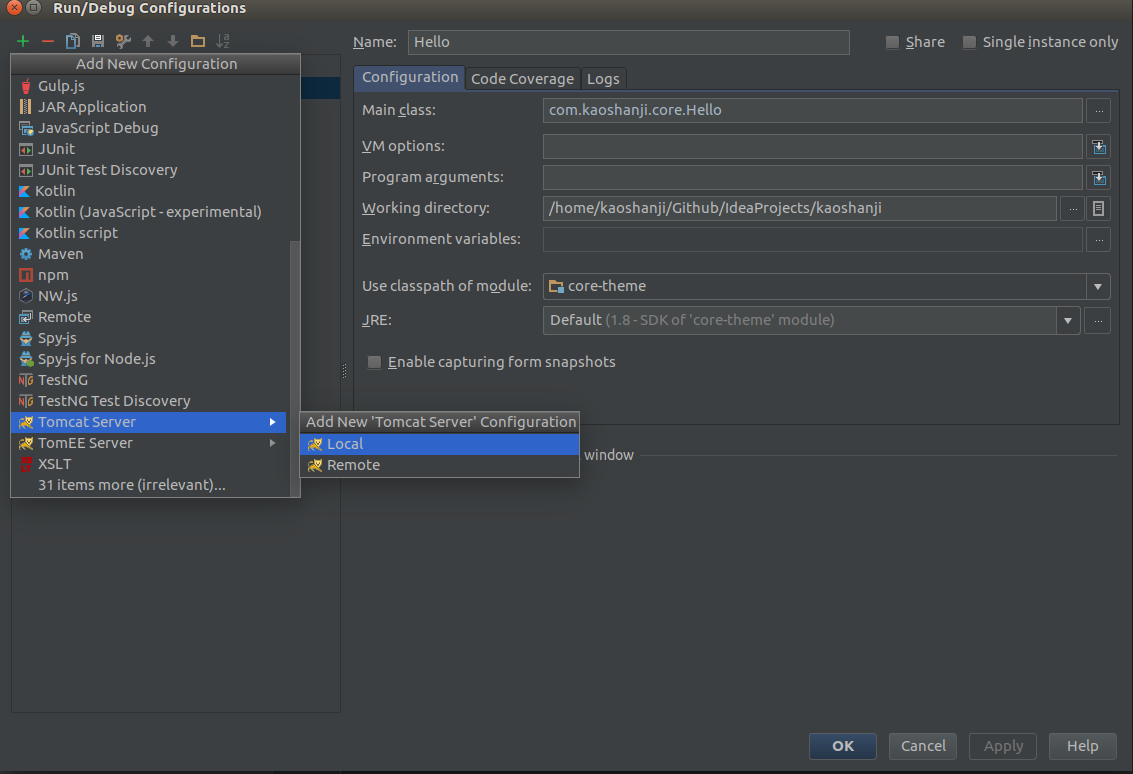 Run/Debug Configurations
Name: Hello Share Single instance only
Add New Configuration
Gulp.js
JAR Application
JavaScript Debug
JUnit
JUnit Test Discovery
Kotlin
Kotlin (JavaScript - experimental)
Kotlin script
Maven
npm
NW.js
Remote
Spy-js
Spy-js for Node.js
TestNG
TestNG Test Discovery
Tomcat Server
TomEE Server
XSLT
31 items more (irrelevant)...
Add New 'Tomcat Server' Configuration
Local
Remote
Configuration Code Coverage Logs
Main class: com.kaoshanji.core.Hello ...
VM options:
Program arguments:
Working directory: /home/kaoshanji/Github/IdeaProjects/kaoshanji ...
Environment variables: ...
Use classpath of module: core-theme
JRE: Default (1.8 - SDK of 'core-theme' module) ...
Enable capturing form snapshots
window
OK Cancel Apply Help